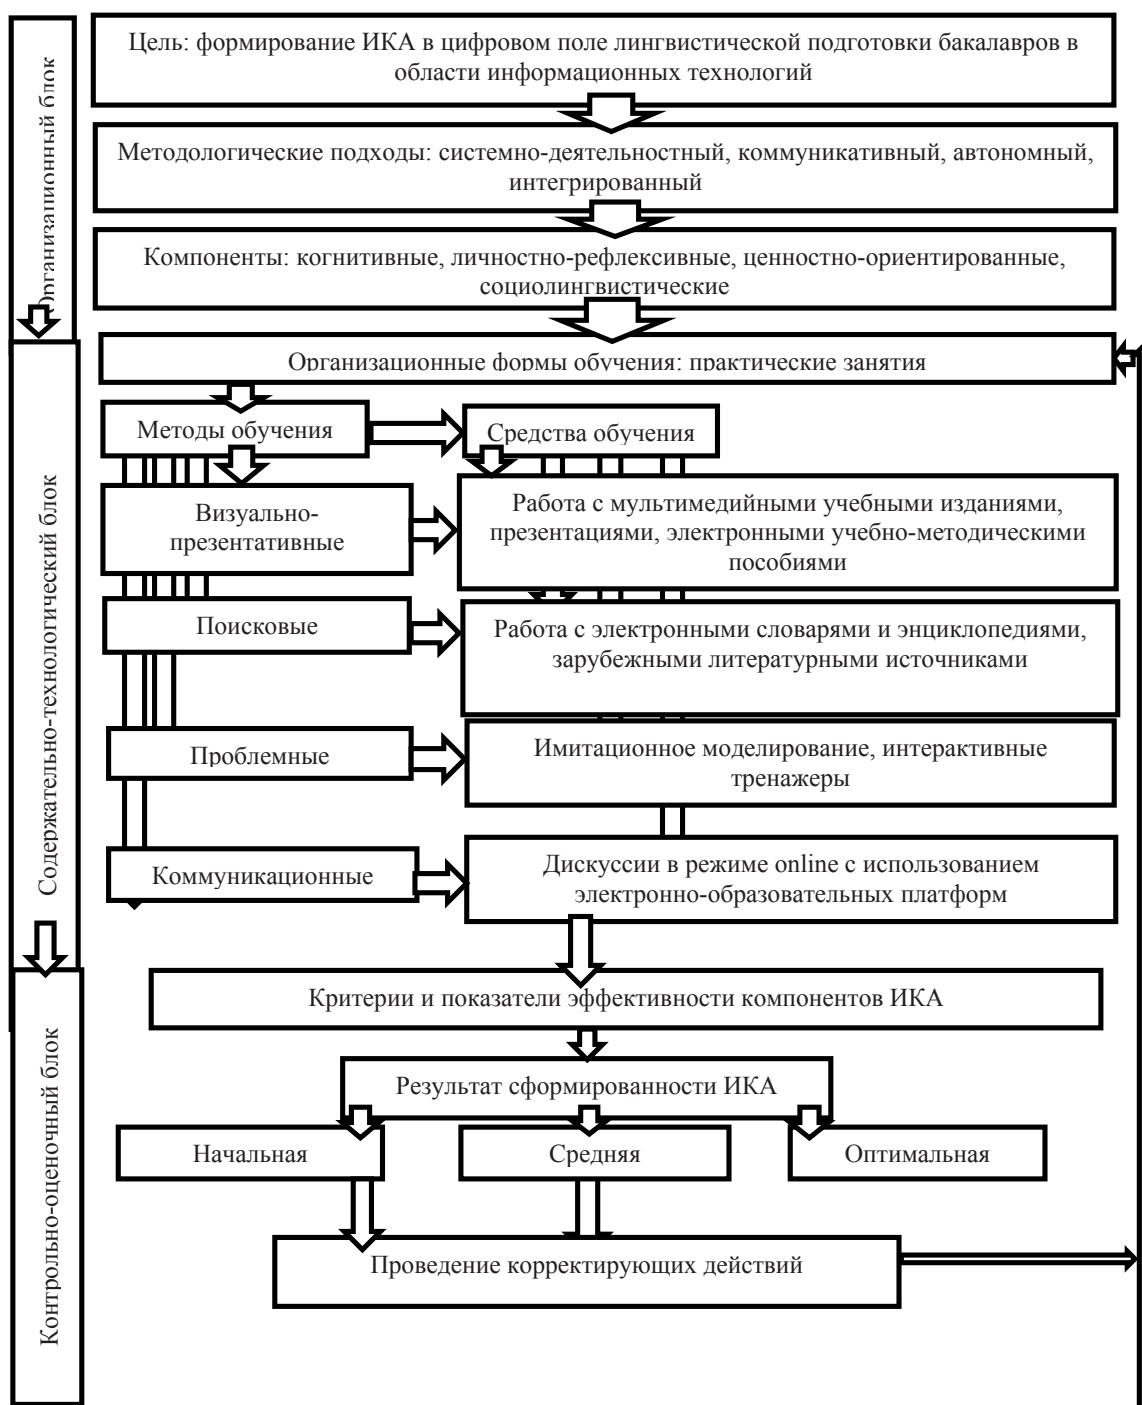 Организационный блок
Цель: формирование ИКА в цифровом поле лингвистической подготовки бакалавров в
области информационных технологий
Методологические подходы: системно-деятельностный, коммуникативный, автономный,
интегрированный
Компоненты: когнитивные, личностно-рефлексивные, ценностно-ориентированные,
социолингвистические
Содержательно-технологический блок
Организационные формы обучения: практические занятия
Методы обучения
Средства обучения
Визуально-
презентативные
Работа с мультимедийными учебными изданиями,
презентациями, электронными учебно-методическими
пособиями
Поисковые
Работа с электронными словарями и энциклопедиями,
зарубежными литературными источниками
Проблемные
Имитационное моделирование, интерактивные
тренажеры
Коммуникационные
Дискуссии в режиме online с использованием
электронно-образовательных платформ
Контрольно-оценочный блок
Критерии и показатели эффективности компонентов ИКА
Результат сформированности ИКА
Начальная
Средняя
Оптимальная
Проведение корректирующих действий